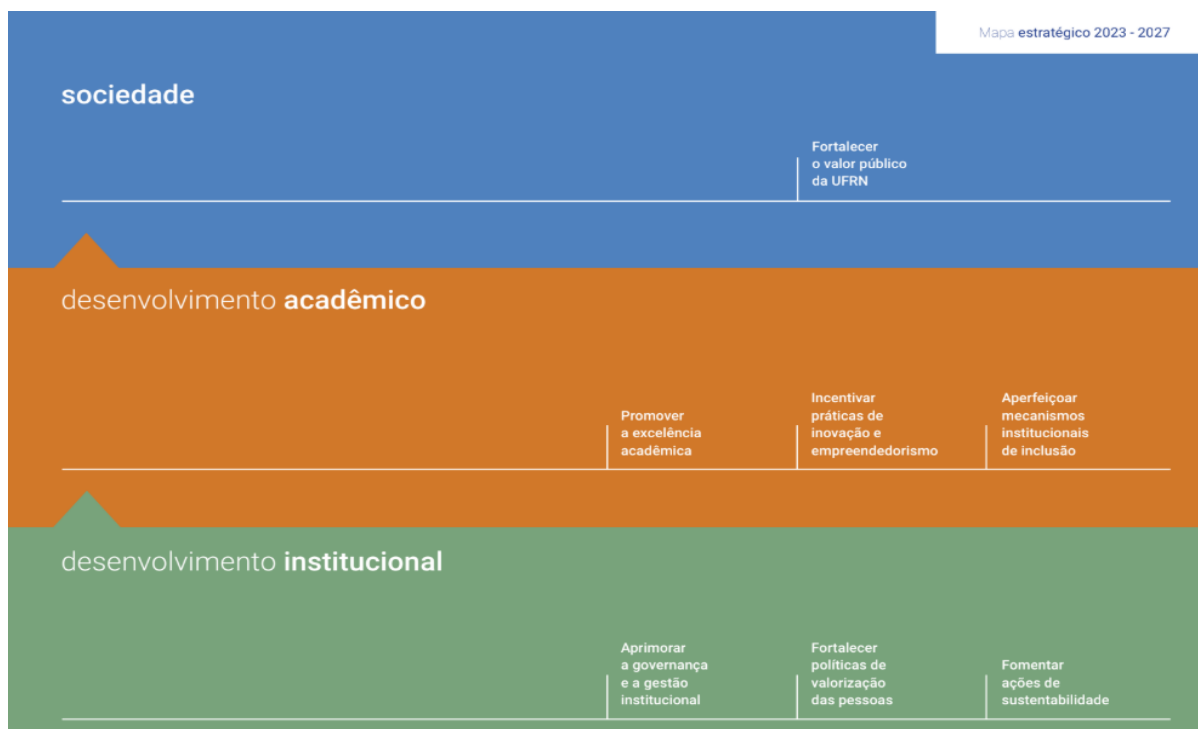 Mapa estratégico 2023 - 2027
sociedade
Fortalecer
o valor público
da UFRN
desenvolvimento acadêmico
Promover
a excelência
acadêmica
Incentivar
práticas de
inovação e
empreendedorismo
Aperfeiçoar
mecanismos
institucionais
de inclusão
desenvolvimento institucional
Aprimorar
a governança
e a gestão
institucional
Fortalecer
políticas de
valorização
das pessoas
Fomentar
ações de
sustentabilidade